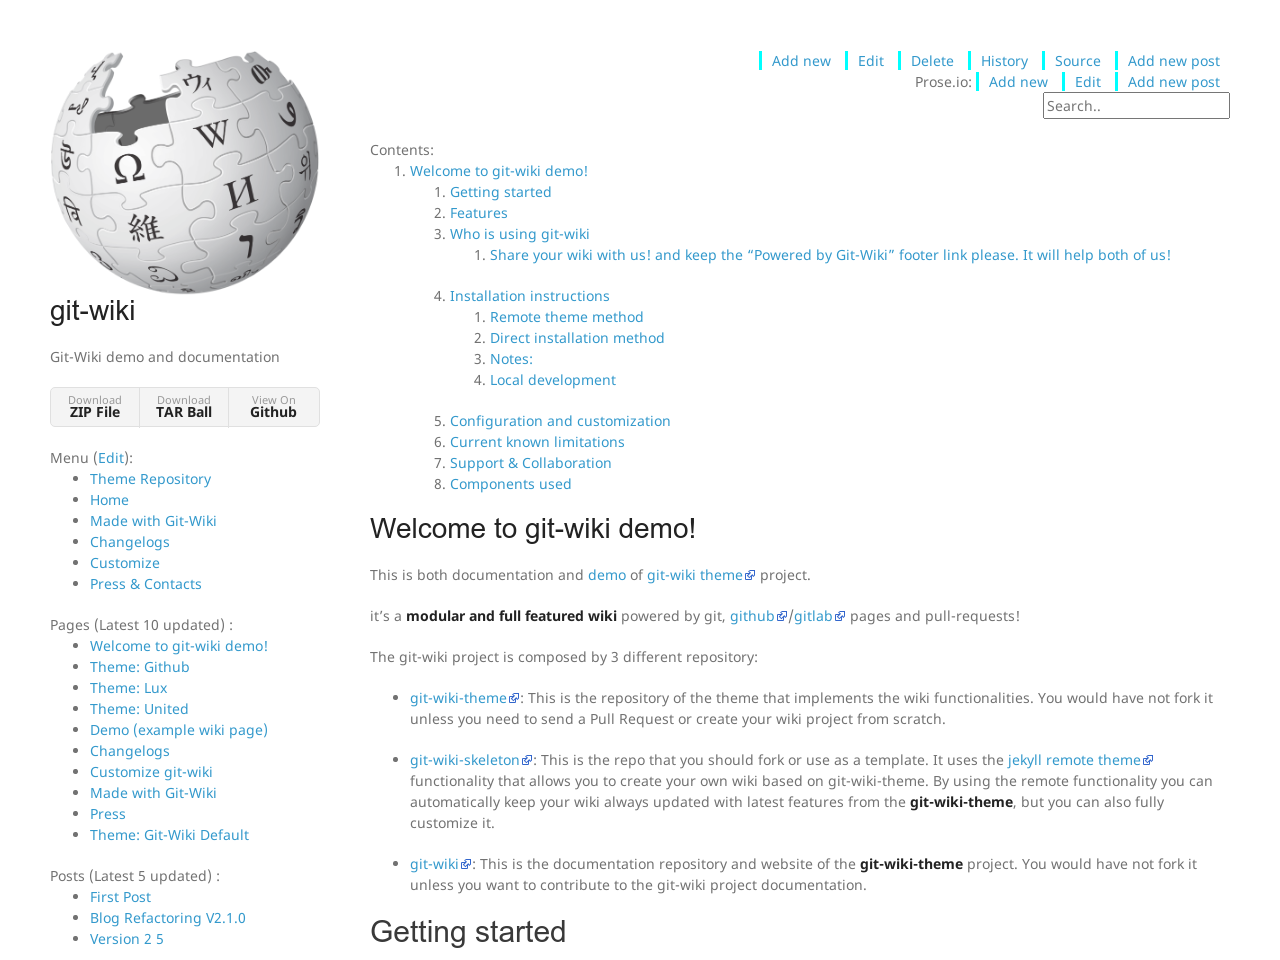 Ω
W
И
維
ウィ
git-wiki
Git-Wiki demo and documentation
Download
ZIP File
Download
TAR Ball
View On
Github
Menu (Edit):
Theme Repository
Home
Made with Git-Wiki
Changelogs
Customize
Press & Contacts
Pages (Latest 10 updated) :
Welcome to git-wiki demo!
Theme: Github
Theme: Lux
Theme: United
Demo (example wiki page)
Changelogs
Customize git-wiki
Made with Git-Wiki
Press
Theme: Git-Wiki Default
Posts (Latest 5 updated) :
First Post
Blog Refactoring V2.1.0
Version 2 5
Add new Edit Delete History Source Add new post
Prose.io: Add new Edit Add new post
Search..
Contents:
1. Welcome to git-wiki demo!
1. Getting started
2. Features
3. Who is using git-wiki
1. Share your wiki with us! and keep the “Powered by Git-Wiki” footer link please. It will help both of us!
4. Installation instructions
1. Remote theme method
2. Direct installation method
3. Notes:
4. Local development
5. Configuration and customization
6. Current known limitations
7. Support & Collaboration
8. Components used
Welcome to git-wiki demo!
This is both documentation and demo of git-wiki theme project.
it’s a modular and full featured wiki powered by git, github/gitlab pages and pull-requests!
The git-wiki project is composed by 3 different repository:
git-wiki-theme: This is the repository of the theme that implements the wiki functionalities. You would have not fork it
unless you need to send a Pull Request or create your wiki project from scratch.
git-wiki-skeleton: This is the repo that you should fork or use as a template. It uses the jekyll remote theme
functionality that allows you to create your own wiki based on git-wiki-theme. By using the remote functionality you can
automatically keep your wiki always updated with latest features from the git-wiki-theme, but you can also fully
customize it.
git-wiki: This is the documentation repository and website of the git-wiki-theme project. You would have not fork it
unless you want to contribute to the git-wiki project documentation.
Getting started